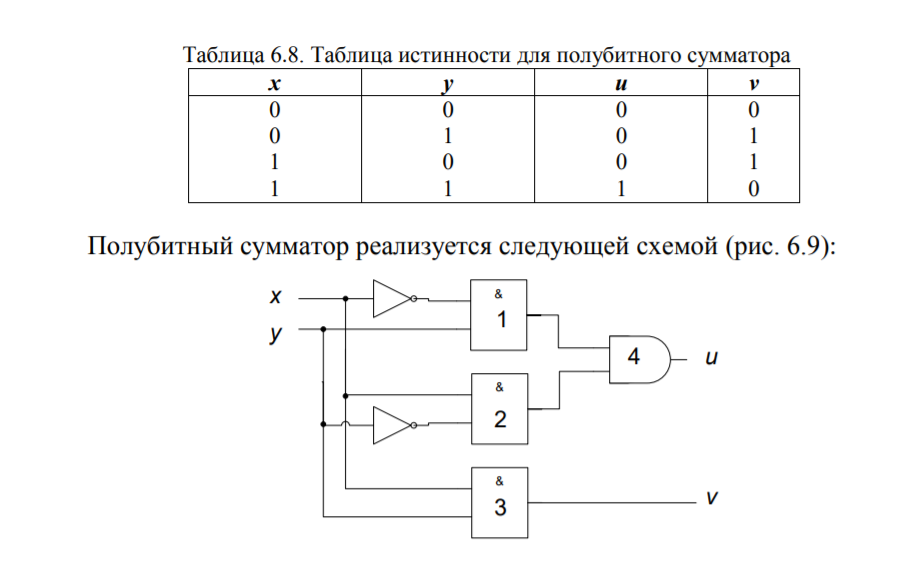 Таблица 6.8. Таблица истинности для полубитного сумматора
x y u v
0 0 0 0
0 1 0 1
1 0 0 1
1 1 1 0
Полубитный сумматор реализуется следующей схемой (рис. 6.9):
x
y
&
1
4
u
&
2
&
3
v